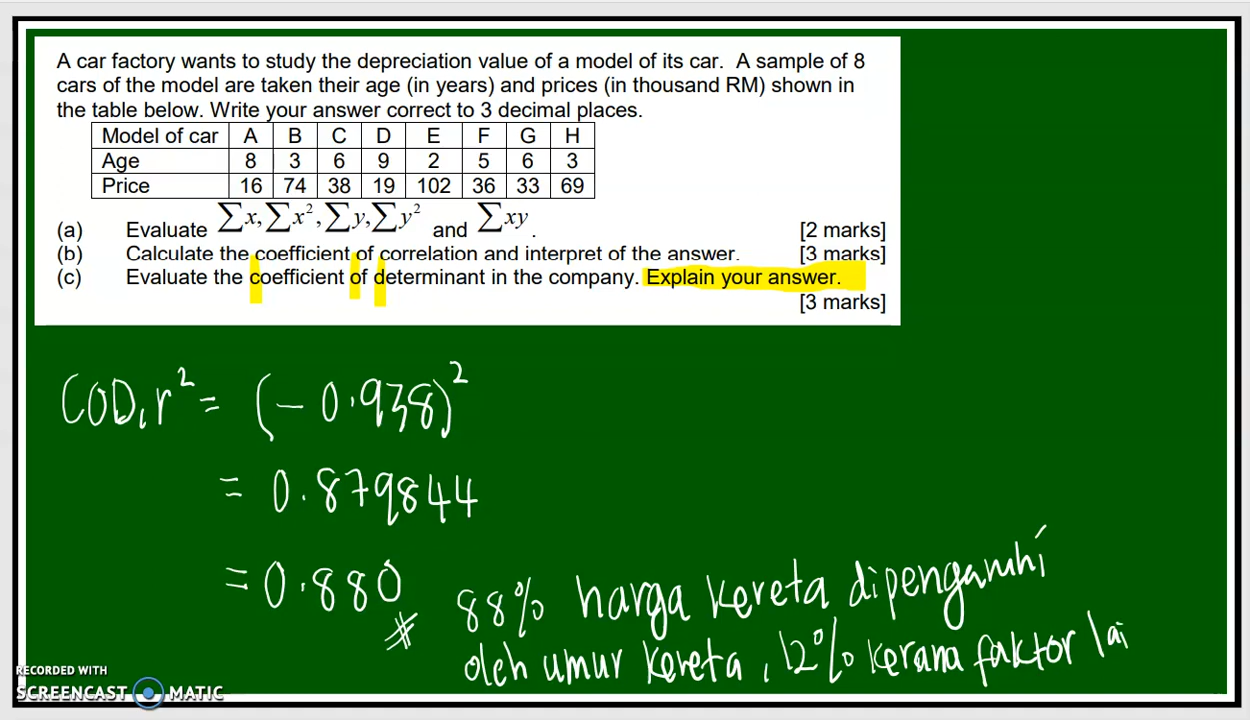 A car factory wants to study the depreciation value of a model of its car. A sample of 8
cars of the model are taken their age (in years) and prices (in thousand RM) shown in
the table below. Write your answer correct to 3 decimal places.
Model of car A B C D E F G H
Age 8 3 6 9 2 5 6 3
Price 16 74 38 19 102 36 33 69
(a) Evaluate ∑x, ∑x², ∑y, ∑y² and ∑xy. [2 marks]
(b) Calculate the coefficient of correlation and interpret of the answer. [3 marks]
(c) Evaluate the coefficient of determinant in the company. Explain your answer.
[3 marks]
COD, r² = (-0.938)²
= 0.879844
= 0.880
88% harga kereta dipengaruhi
oleh umur kereta, 12% kerana faktor lai
RECORDED WITH
SCREENCAST MATIC